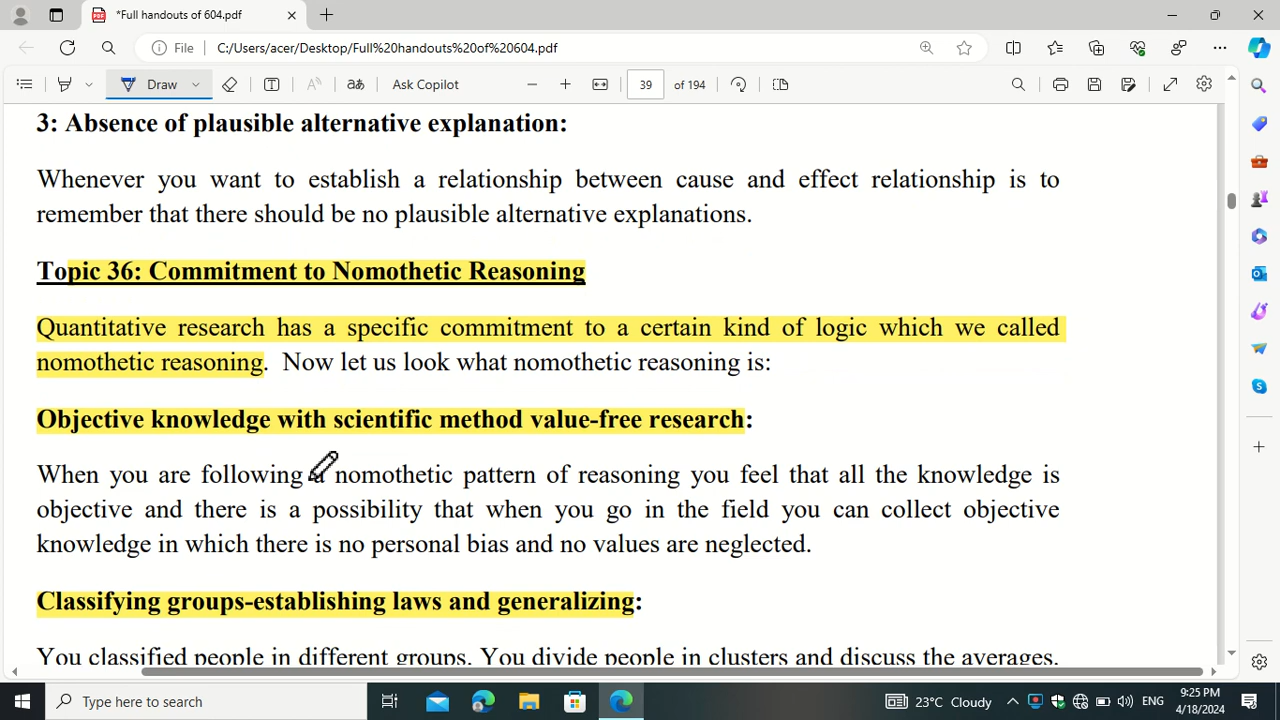 *Full handouts of 604.pdf
File C:/Users/acer/Desktop/Full%20handouts%20of%20604.pdf
Draw Ask Copilot 39 of 194
3: Absence of plausible alternative explanation:
Whenever you want to establish a relationship between cause and effect relationship is to
remember that there should be no plausible alternative explanations.
Topic 36: Commitment to Nomothetic Reasoning
Quantitative research has a specific commitment to a certain kind of logic which we called
nomothetic reasoning. Now let us look what nomothetic reasoning is:
Objective knowledge with scientific method value-free research:
When you are following a nomothetic pattern of reasoning you feel that all the knowledge is
objective and there is a possibility that when you go in the field you can collect objective
knowledge in which there is no personal bias and no values are neglected.
Classifying groups-establishing laws and generalizing:
You classified people in different groups. You divide people in clusters and discuss the averages.
Type here to search
23°C Cloudy
ENG
9:25 PM
4/18/2024